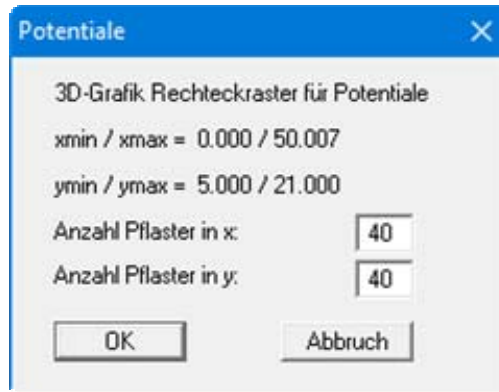 Potentiale
3D-Grafik Rechteckraster für Potentiale
xmin / xmax = 0.000 / 50.007
ymin / ymax = 5.000 / 21.000
Anzahl Pflaster in x: 40
Anzahl Pflaster in y: 40
OK Abbruch